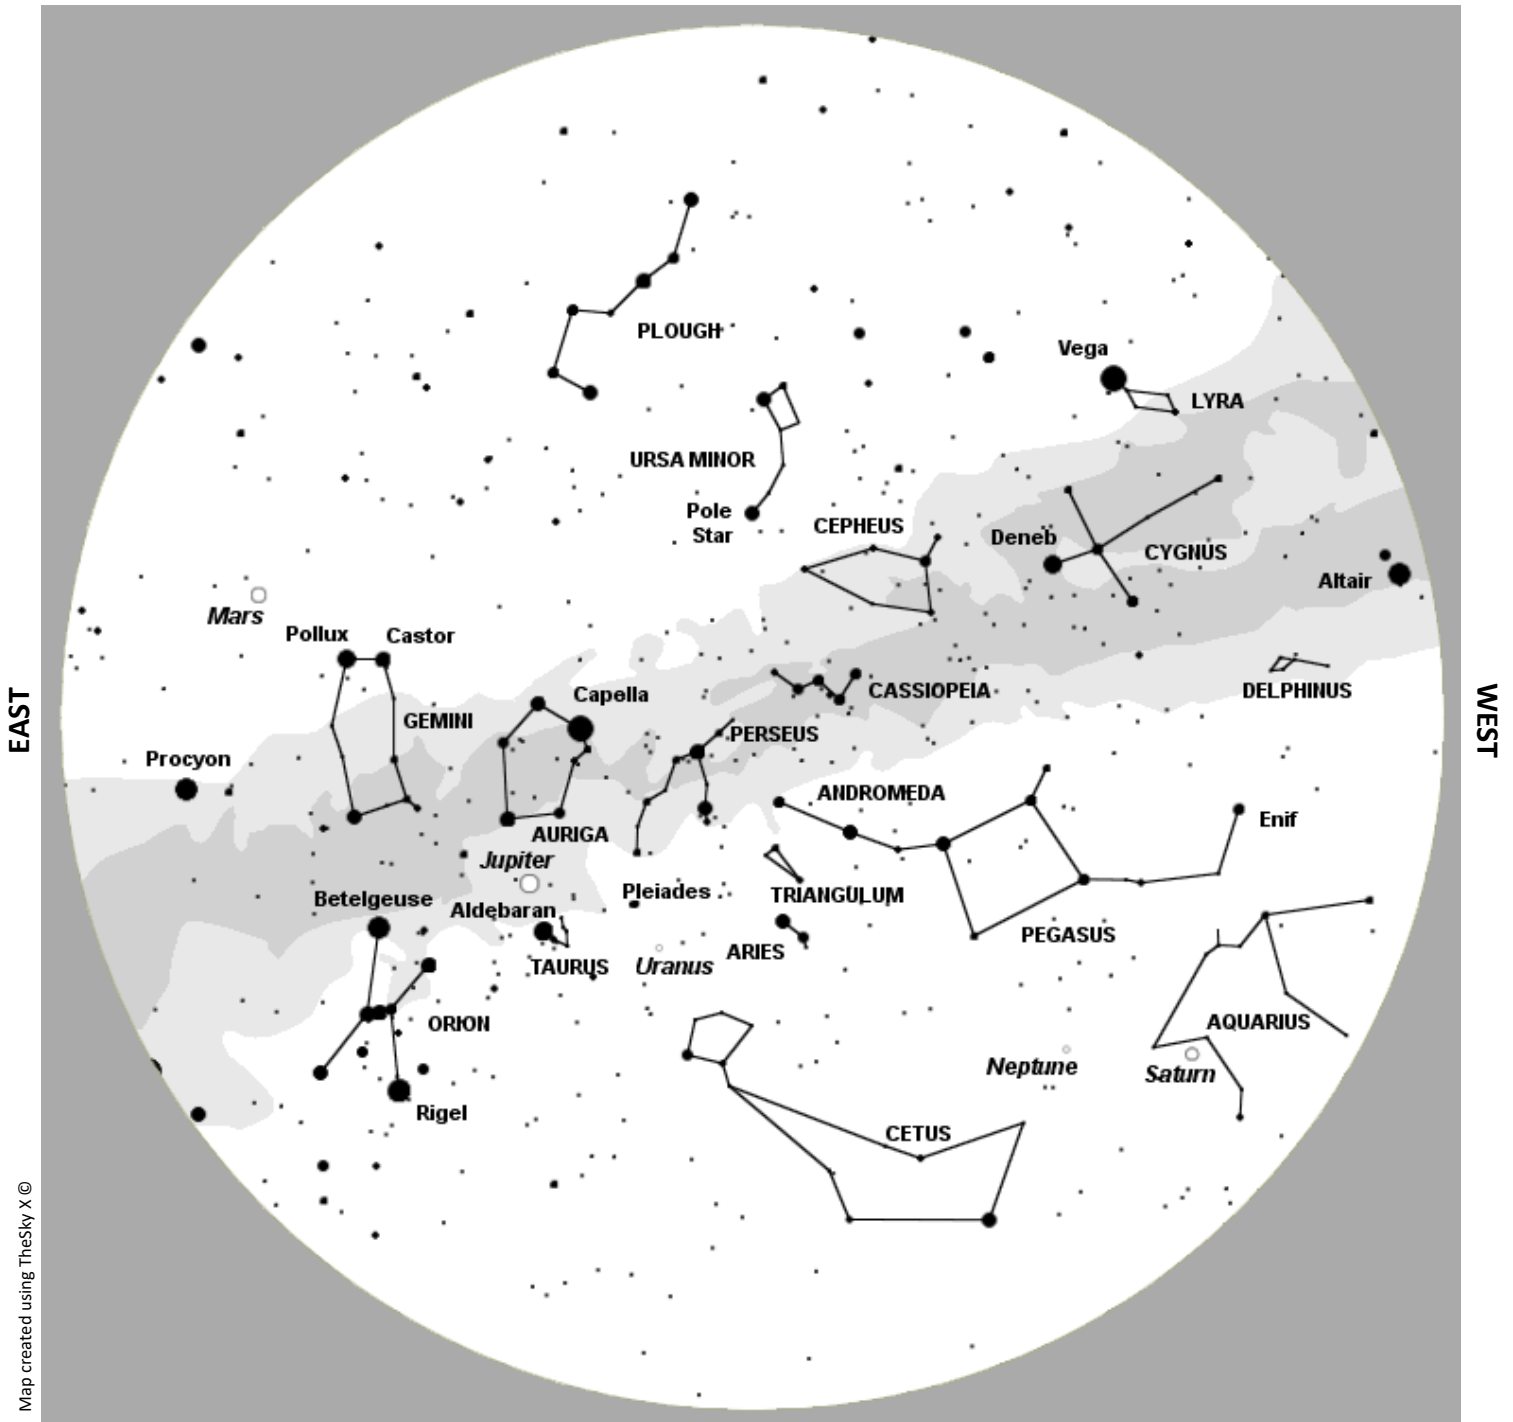 PLOUGH
Vega
LYRA
URSA MINOR
Pole
Star
CEPHEUS
Deneb
CYGNUS
Altair
Mars
Pollux
Castor
EAST
GEMINI
Capella
CASSIOPEIA
DELPHINUS
WEST
PERSEUS
Procyon
ANDROMEDA
Enif
AURIGA
Jupiter
Betelgeuse
Aldebaran
Pleiades
TRIANGULUM
PEGASUS
TAURUS
Uranus
ARIES
ORION
AQUARIUS
Neptune
Saturn
Rigel
CETUS
Map created using TheSky X ©